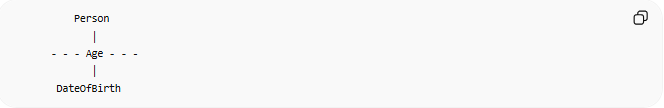 Person
|
- - - Age - - -
|
DateOfBirth